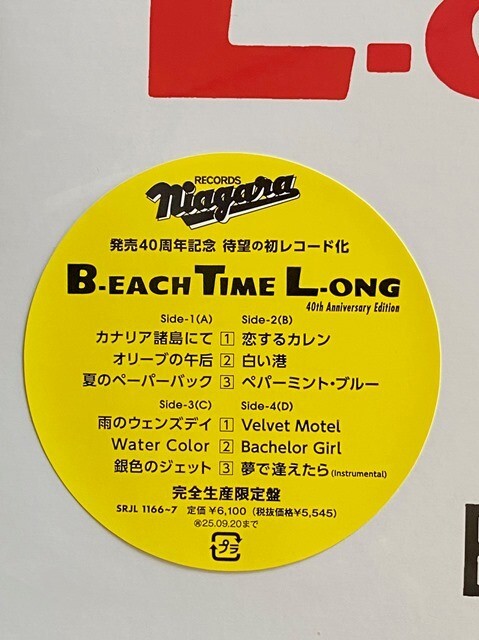 L-O
RECORDS
Niagara
発売40周年記念 待望の初レコード化
B-EACH TIME L-ONG
40th Anniversary Edition
Side-1(A) Side-2(B)
カナリア諸島にて 1 恋するカレン
オリーブの午后 2 白い港
夏のペーパーバック 3 ペパーミント・ブルー
Side-3(C) Side-4(D)
雨のウェンズデイ 1 Velvet Motel
Water Color 2 Bachelor Girl
銀色のジェット 3 夢で逢えたら(Instrumental)
完全生産限定盤
SRJL 1166~7 定価¥6,100(税抜価格¥5,545)
㊝25.09.20まで
プラ